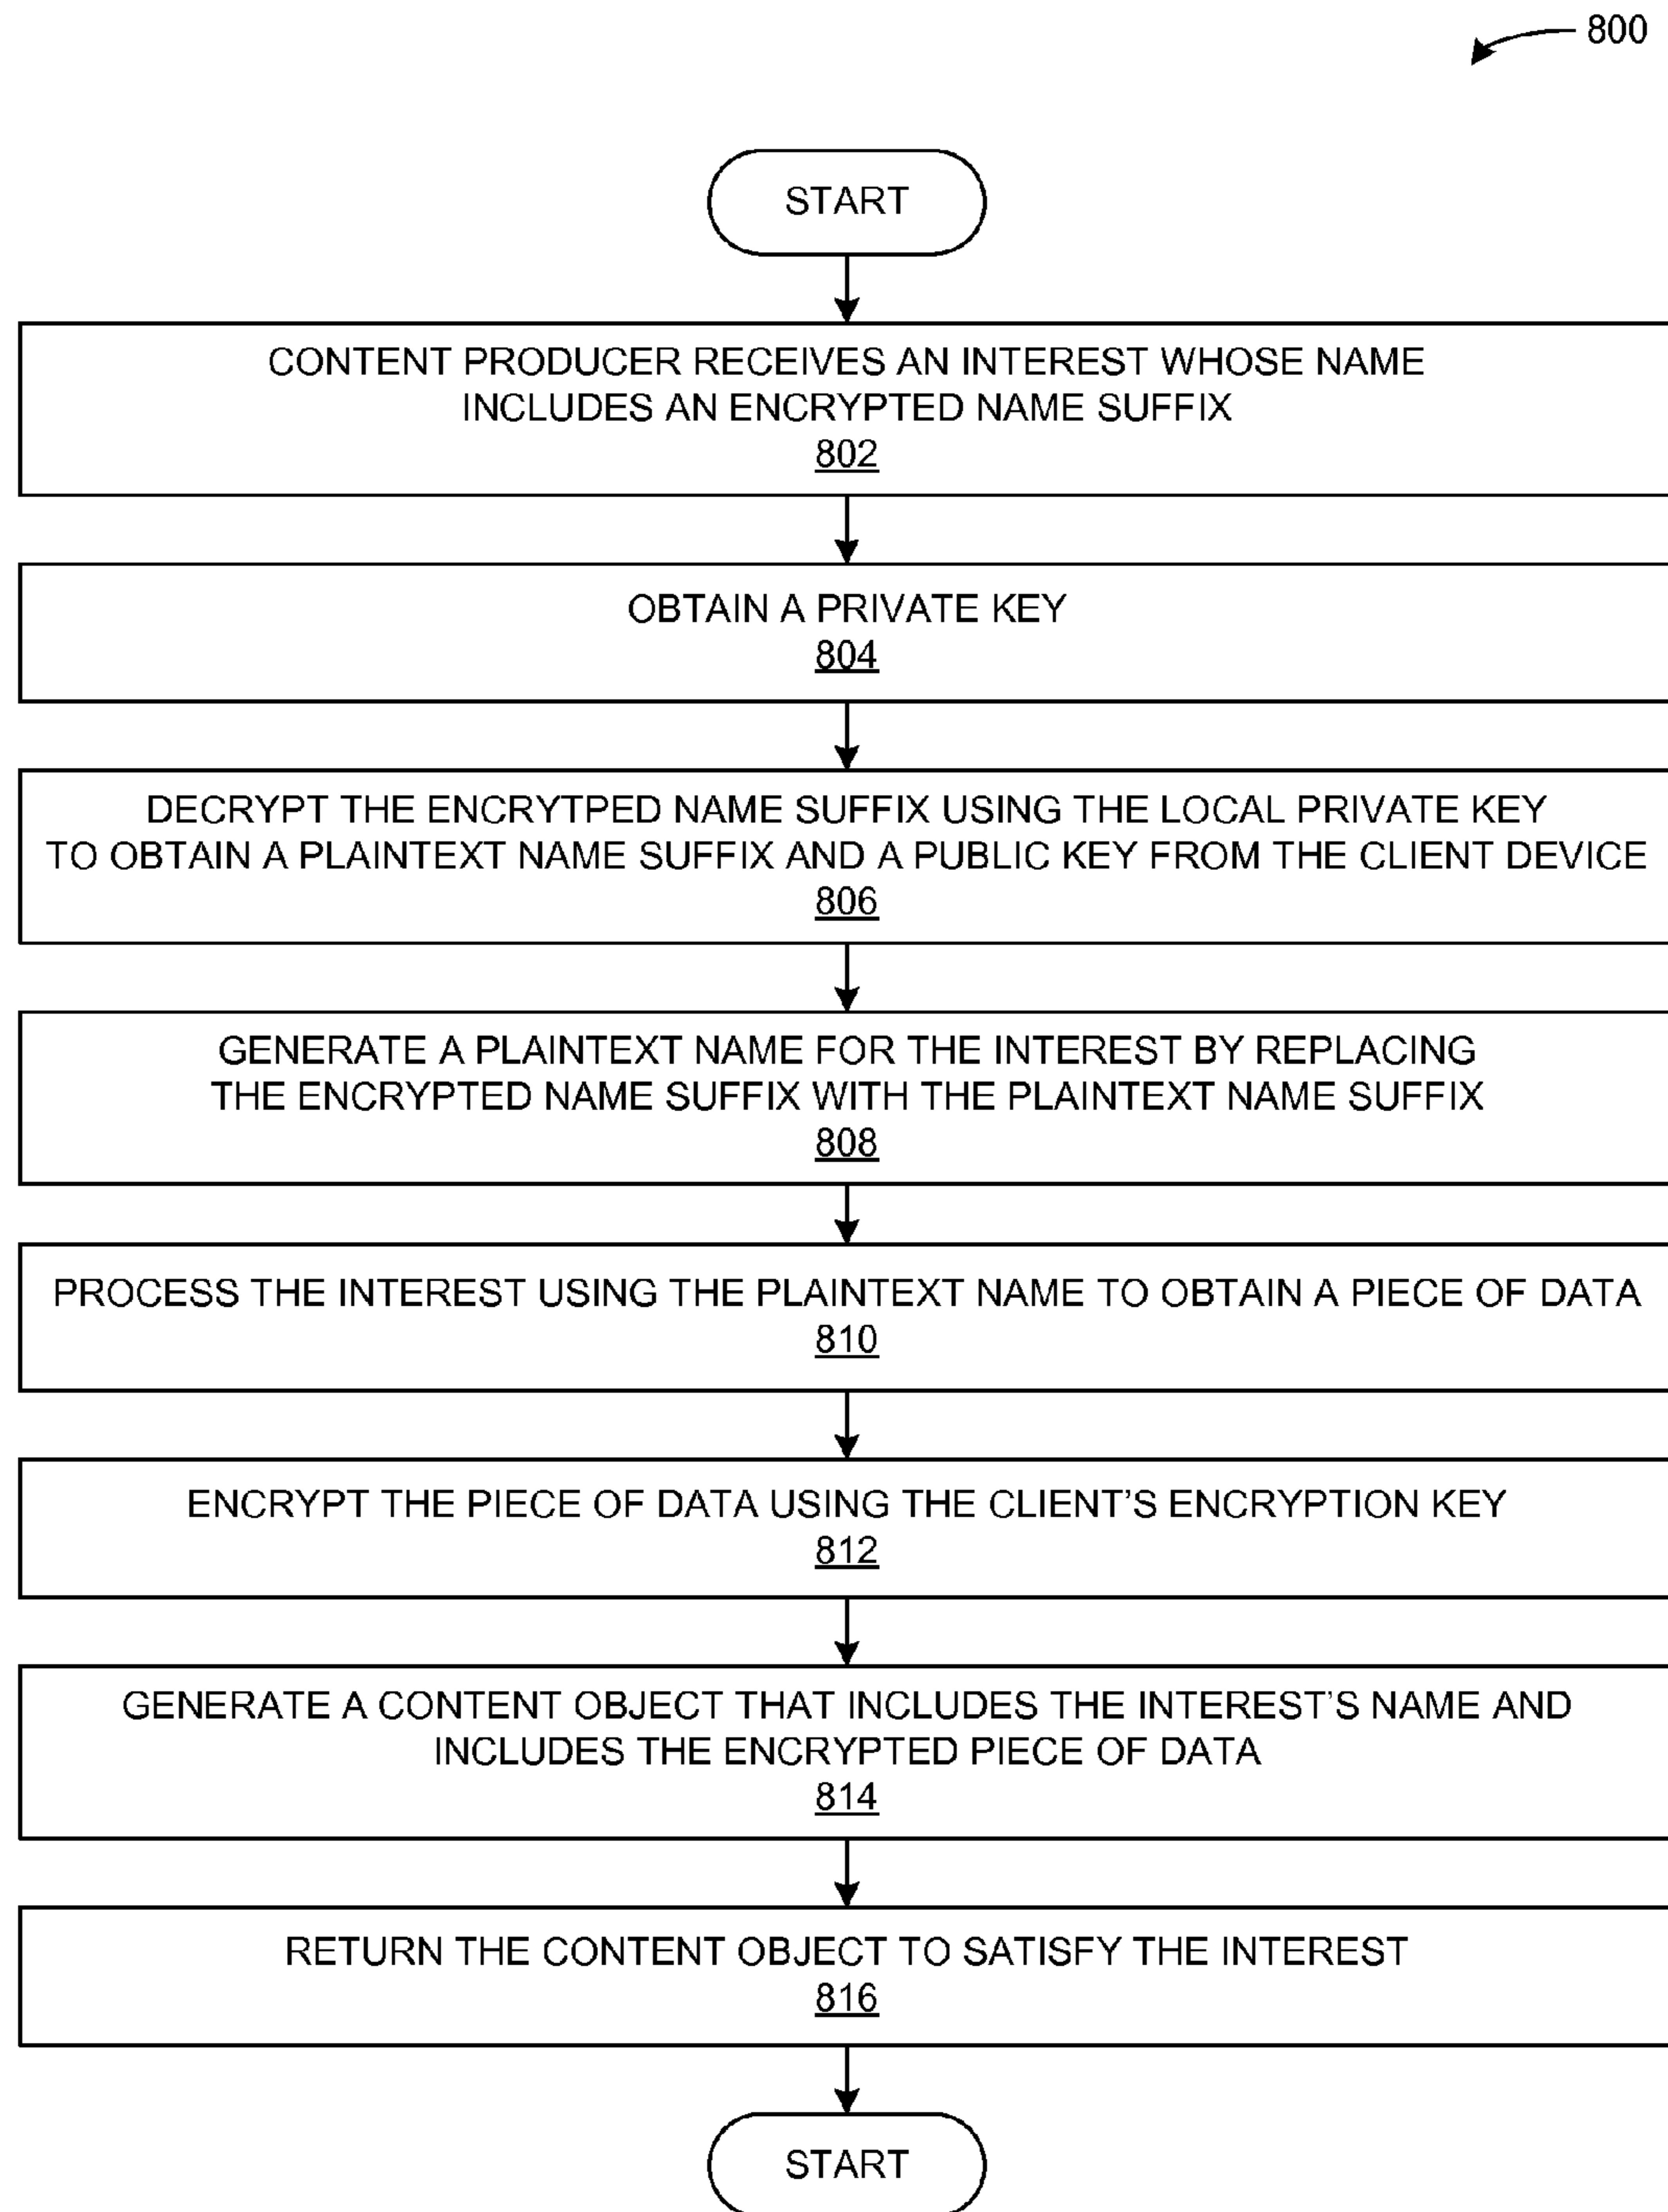 800
START
CONTENT PRODUCER RECEIVES AN INTEREST WHOSE NAME
INCLUDES AN ENCRYPTED NAME SUFFIX
802
OBTAIN A PRIVATE KEY
804
DECRYPT THE ENCRYTPED NAME SUFFIX USING THE LOCAL PRIVATE KEY
TO OBTAIN A PLAINTEXT NAME SUFFIX AND A PUBLIC KEY FROM THE CLIENT DEVICE
806
GENERATE A PLAINTEXT NAME FOR THE INTEREST BY REPLACING
THE ENCRYPTED NAME SUFFIX WITH THE PLAINTEXT NAME SUFFIX
808
PROCESS THE INTEREST USING THE PLAINTEXT NAME TO OBTAIN A PIECE OF DATA
810
ENCRYPT THE PIECE OF DATA USING THE CLIENT'S ENCRYPTION KEY
812
GENERATE A CONTENT OBJECT THAT INCLUDES THE INTEREST'S NAME AND
INCLUDES THE ENCRYPTED PIECE OF DATA
814
RETURN THE CONTENT OBJECT TO SATISFY THE INTEREST
816
START